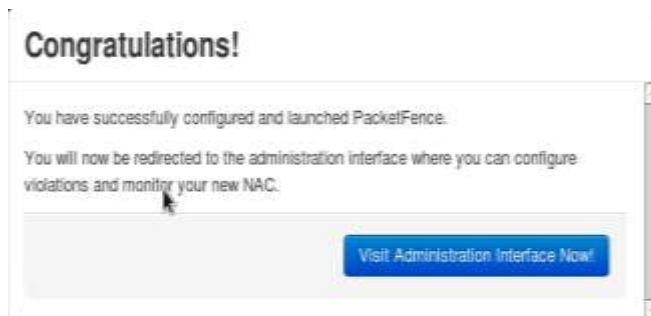 Congratulations!
You have successfully configured and launched PacketFence.
You will now be redirected to the administration interface where you can configure
violations and monitor your new NAC.
Visit Administration Interface Now!